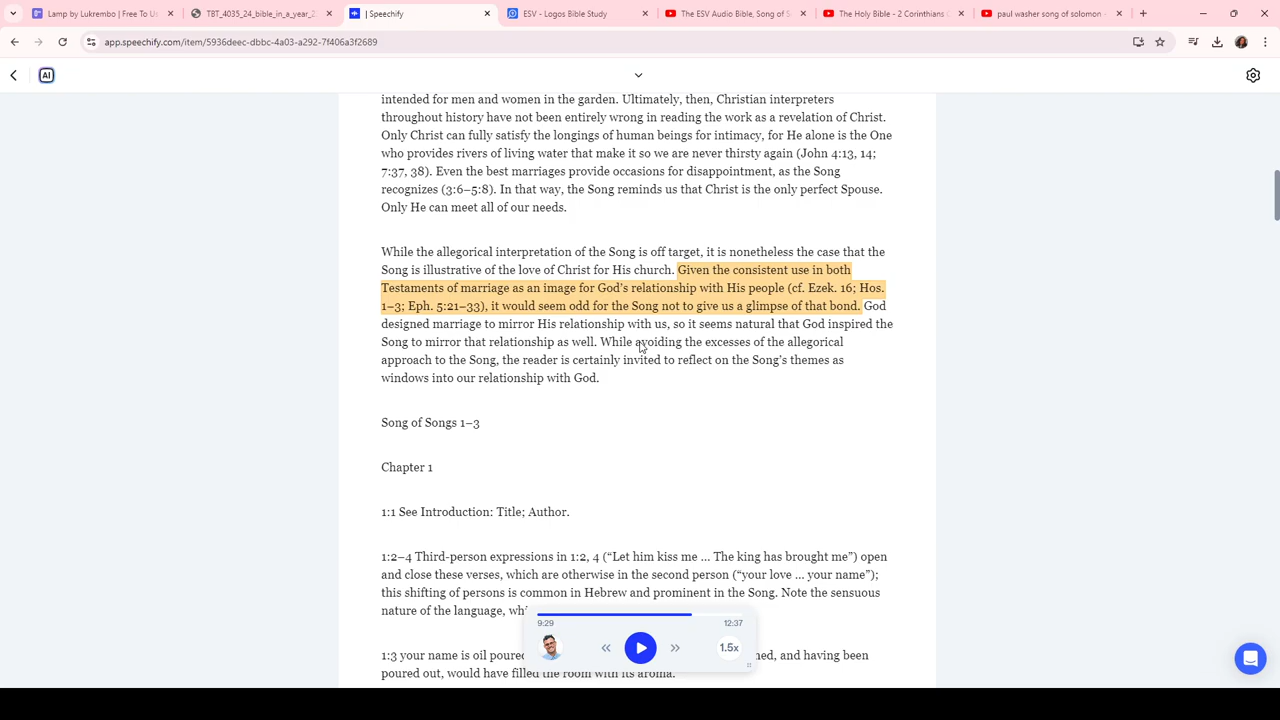 Lamp by Lukrembo | Free To Us
TBT_4035_24_bible_in_a_year_2
| Speechify
ESV - Logos Bible Study
The ESV Audio Bible, Song of S
The Holy Bible - 2 Corinthians
paul washer song of solomon
app.speechify.com/item/5936deec-dbbc-4a03-a292-7f406a3f2689
AI
intended for men and women in the garden. Ultimately, then, Christian interpreters
throughout history have not been entirely wrong in reading the work as a revelation of Christ.
Only Christ can fully satisfy the longings of human beings for intimacy, for He alone is the One
who provides rivers of living water that make it so we are never thirsty again (John 4:13, 14;
7:37, 38). Even the best marriages provide occasions for disappointment, as the Song
recognizes (3:6–5:8). In that way, the Song reminds us that Christ is the only perfect Spouse.
Only He can meet all of our needs.
While the allegorical interpretation of the Song is off target, it is nonetheless the case that the
Song is illustrative of the love of Christ for His church. Given the consistent use in both
Testaments of marriage as an image for God’s relationship with His people (cf. Ezek. 16; Hos.
1–3; Eph. 5:21–33), it would seem odd for the Song not to give us a glimpse of that bond. God
designed marriage to mirror His relationship with us, so it seems natural that God inspired the
Song to mirror that relationship as well. While avoiding the excesses of the allegorical
approach to the Song, the reader is certainly invited to reflect on the Song’s themes as
windows into our relationship with God.
Song of Songs 1–3
Chapter 1
1:1 See Introduction: Title; Author.
1:2–4 Third-person expressions in 1:2, 4 (“Let him kiss me ... The king has brought me”) open
and close these verses, which are otherwise in the second person (“your love ... your name”);
this shifting of persons is common in Hebrew and prominent in the Song. Note the sensuous
nature of the language,
9:29
12:37
1.5x
1:3 your name is oil poured and having been
poured out, would have filled the room with its aroma.